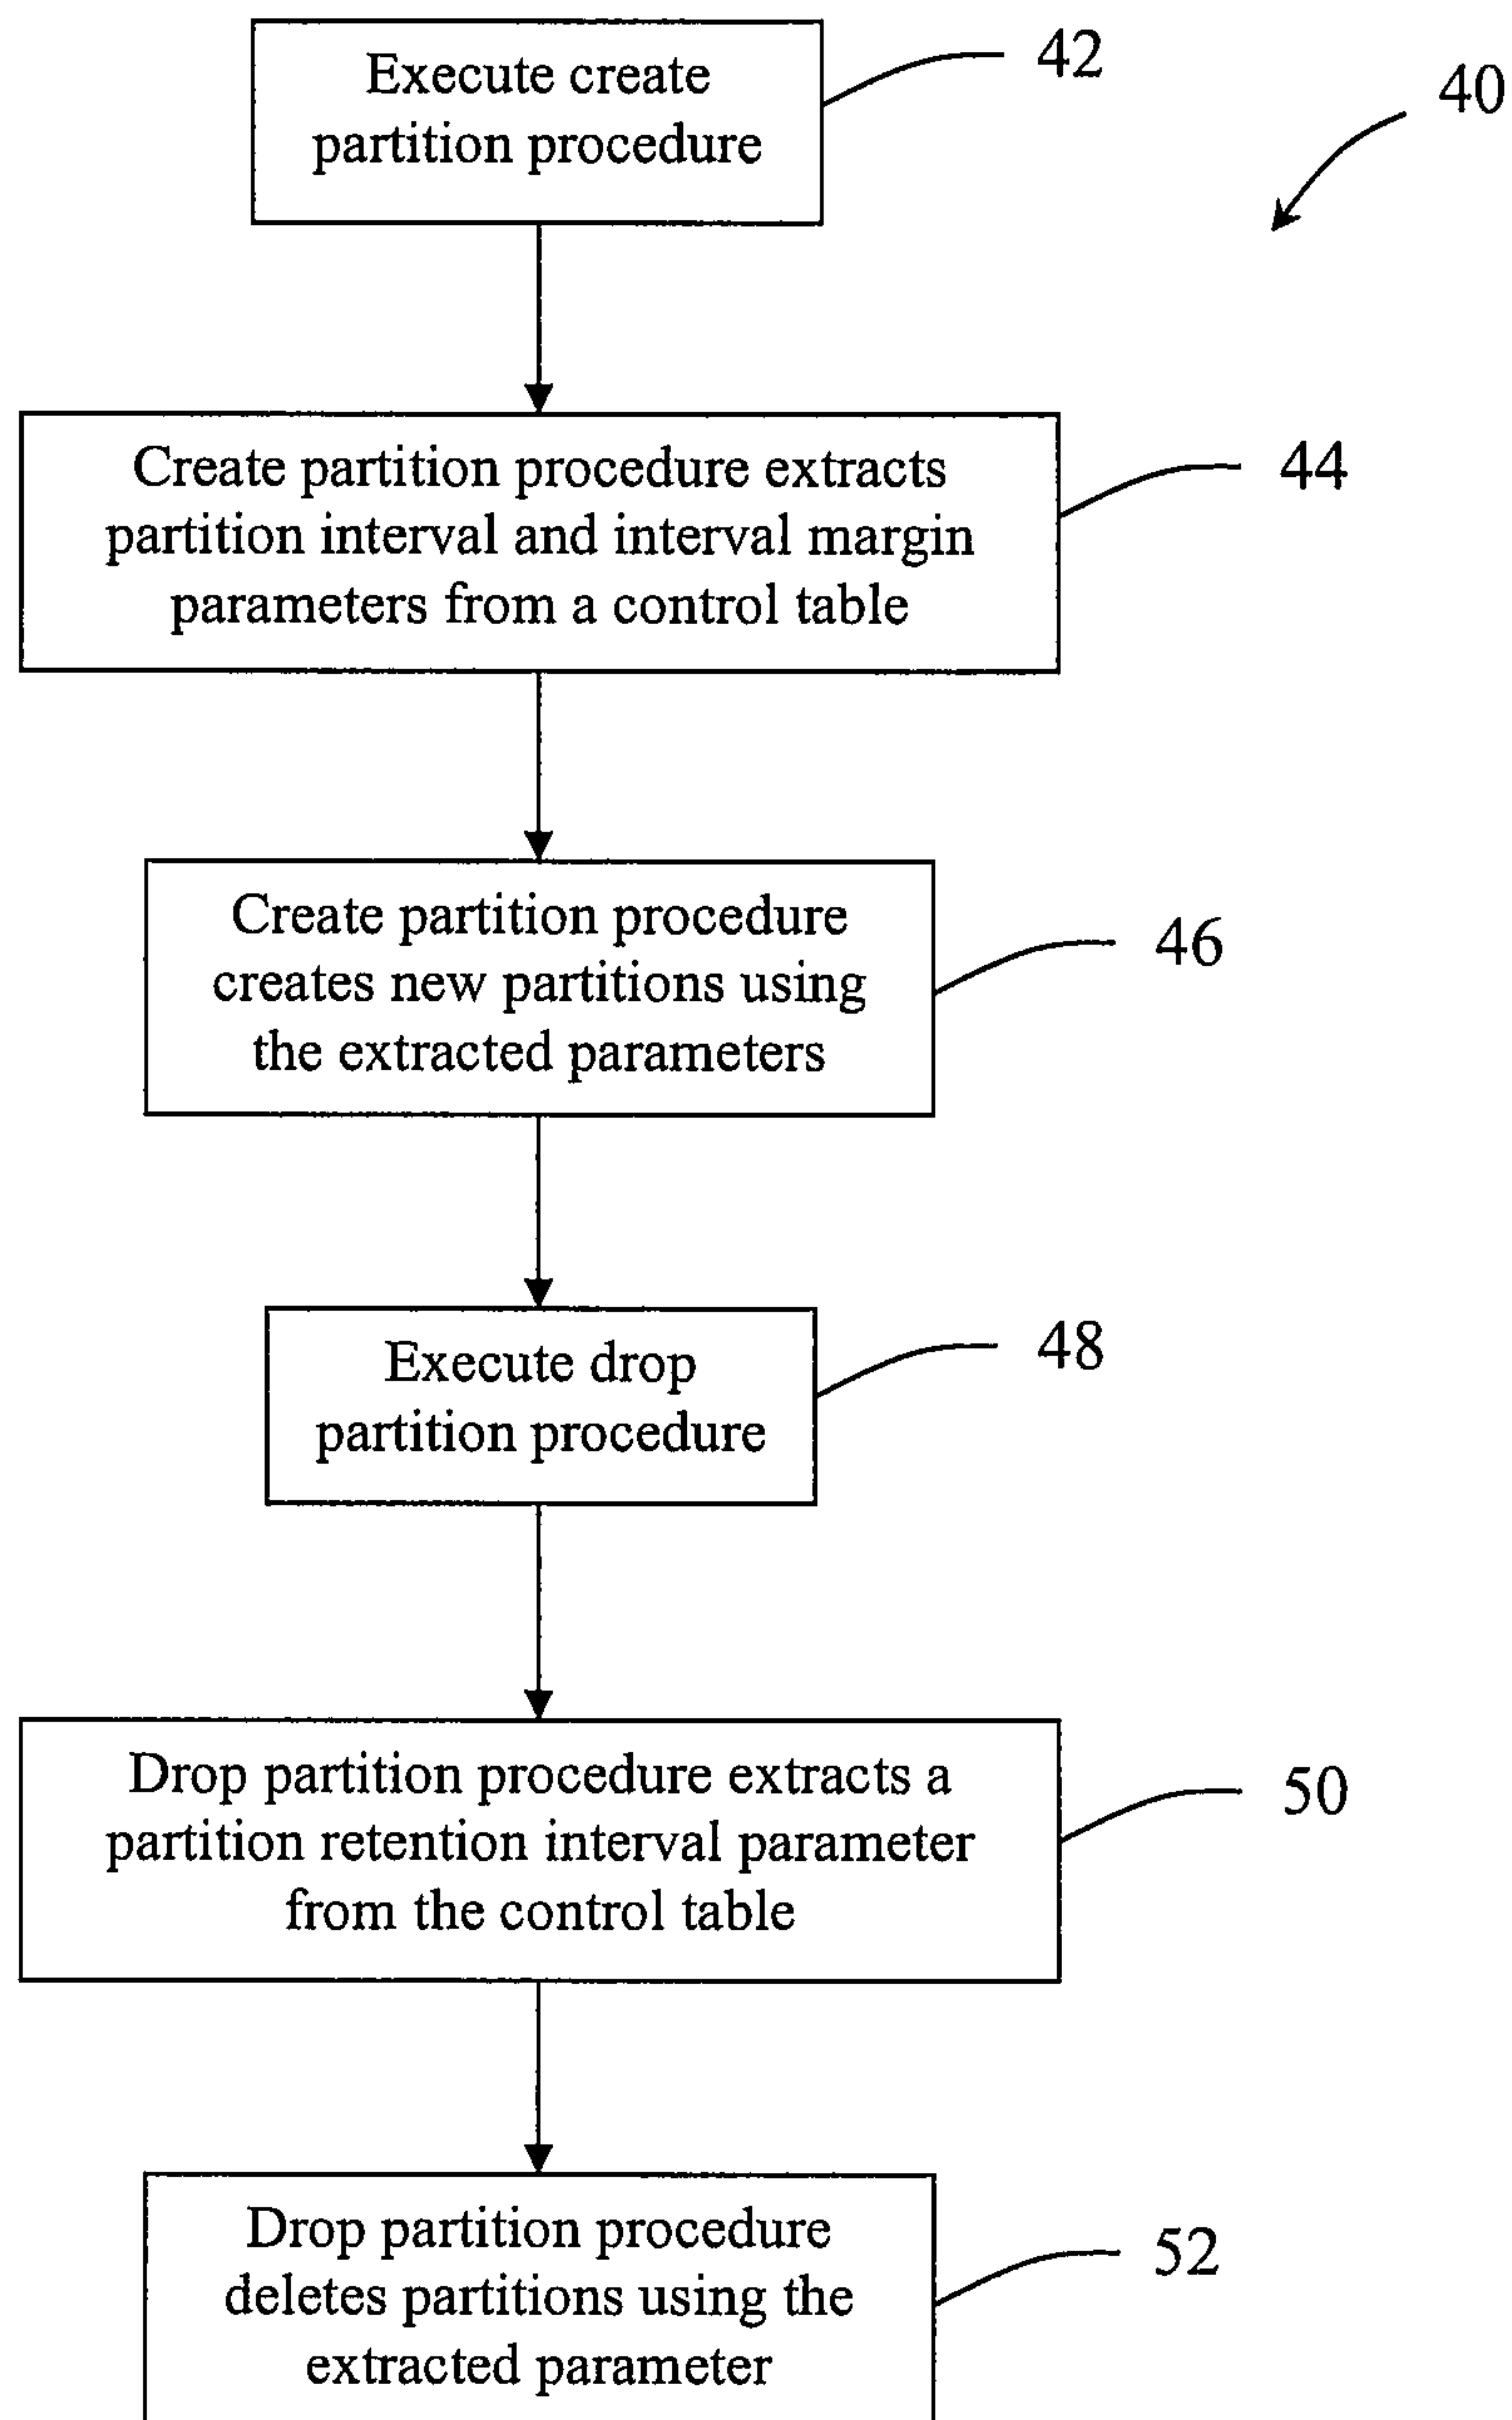 Execute create
partition procedure
42
40
Create partition procedure extracts
partition interval and interval margin
parameters from a control table
44
Create partition procedure
creates new partitions using
the extracted parameters
46
Execute drop
partition procedure
48
Drop partition procedure extracts a
partition retention interval parameter
from the control table
50
Drop partition procedure
deletes partitions using the
extracted parameter
52